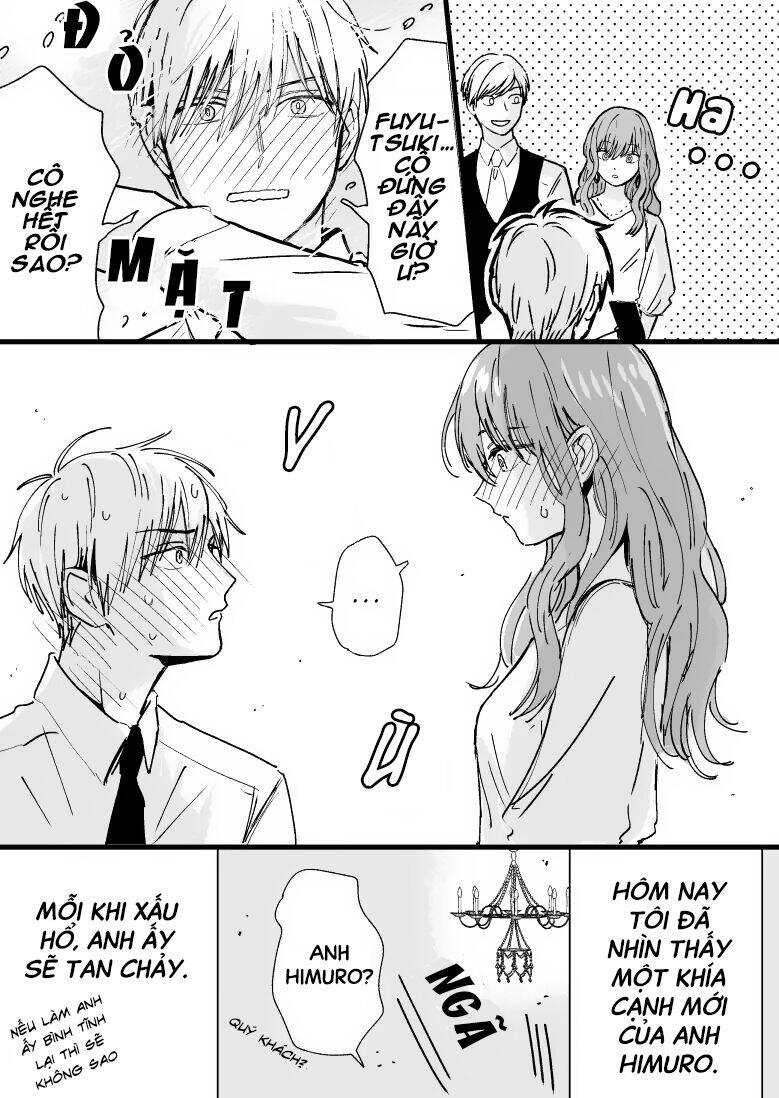 Ha
...
FUYU-
TSUKI...
CÔ
ĐỨNG
ĐÂY
NÃY
GIỜ
Ư?
CÔ
NGHE
HẾT
RỒI
SAO?
ĐỎ
MẶT
V
Ù
...
HÔM NAY
TÔI ĐÃ
NHÌN THẤY
MỘT KHÍA
CẠNH MỚI
CỦA ANH
HIMURO.
NGÃ
ANH
HIMURO?
QUÝ KHÁCH?
MỖI KHI XẤU
HỔ, ANH ẤY
SẼ TAN CHẢY.
NẾU LÀM ANH
ẤY BÌNH TĨNH
LẠI THÌ SẼ
KHÔNG SAO